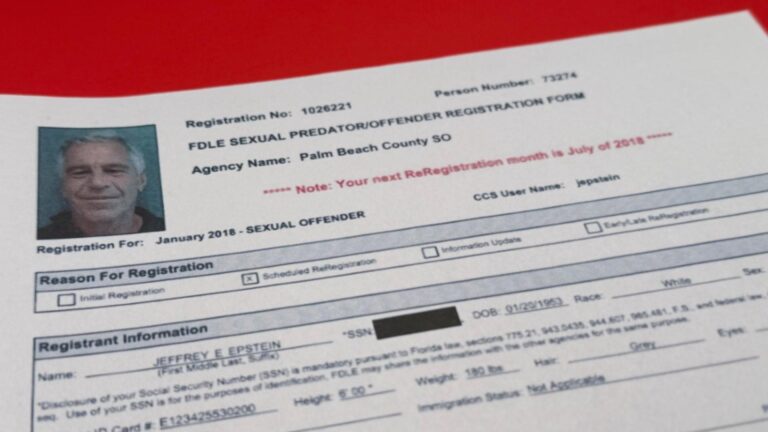 Registration No: 1026221
Person Number: 73274
FDLE SEXUAL PREDATOR/OFFENDER REGISTRATION FORM
Agency Name: Palm Beach County SO
***** Note: Your next ReRegistration month is July of 2018 *****
CCS User Name: jepstein
Registration For: January 2018 - SEXUAL OFFENDER
Reason For Registration
Initial Registration
x Scheduled ReRegistration
Information Update
Early/Late ReRegistration
Registrant Information
Name: JEFFREY E EPSTEIN
(First Middle Last, Suffix)
*SSN:
DOB: 01/20/1953
Race: White
Sex:
*Disclosure of your Social Security Number (SSN) is mandatory pursuant to Florida law, sections 775.21, 943.0435, 944.607, 985.481, F.S., and federal law,
seq. Use of your SSN is for the purposes of identification. FDLE may share the information with the other agencies for this purpose.
ID Card #: E123425530200
Height: 6' 00 "
Weight: 180 lbs
Hair: Grey
Eyes:
Immigration Status: Not Applicable